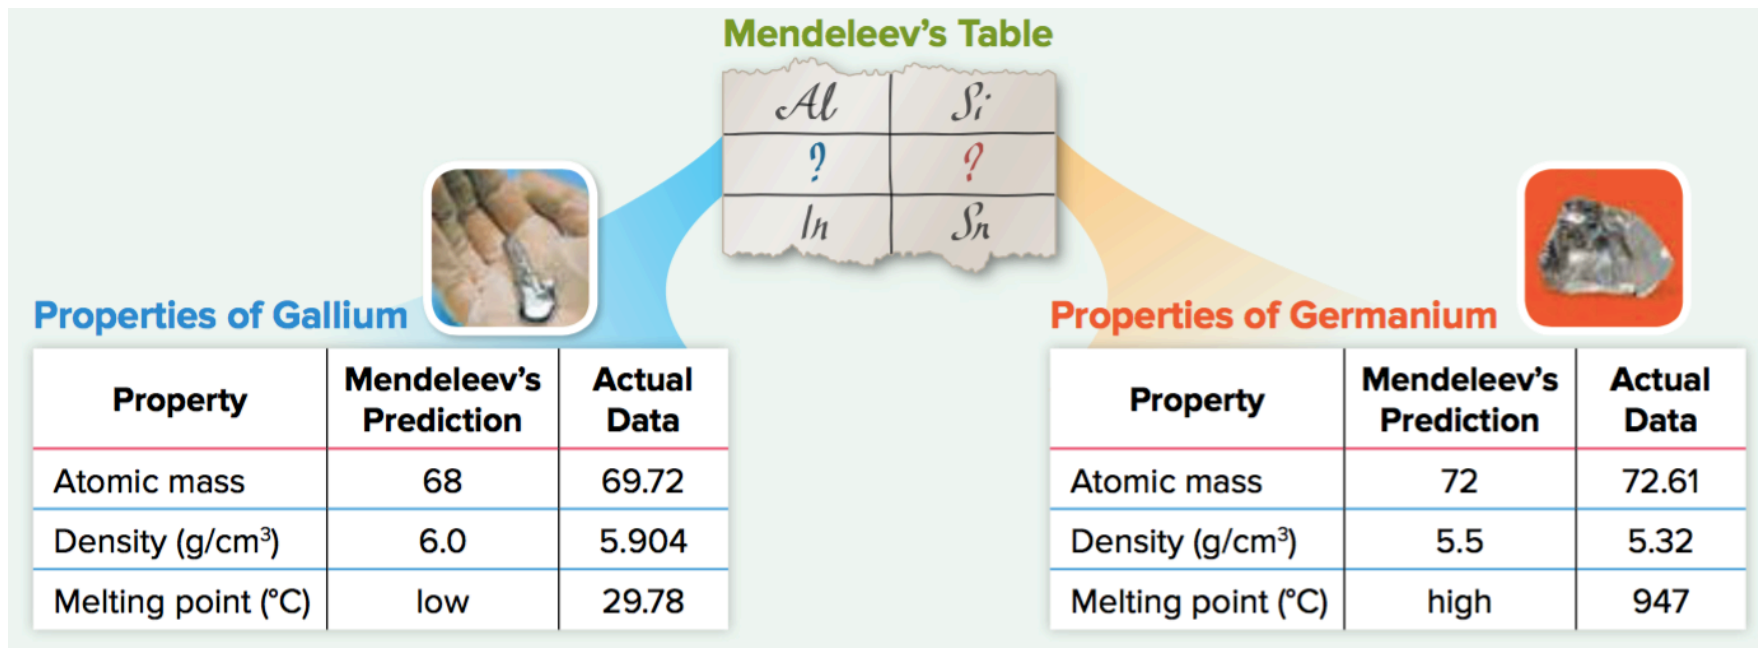 Mendeleev's Table
Al Si
? ?
In Sn
Properties of Gallium
Property Mendeleev's Prediction Actual Data
Atomic mass 68 69.72
Density (g/cm³) 6.0 5.904
Melting point (°C) low 29.78
Properties of Germanium
Property Mendeleev's Prediction Actual Data
Atomic mass 72 72.61
Density (g/cm³) 5.5 5.32
Melting point (°C) high 947